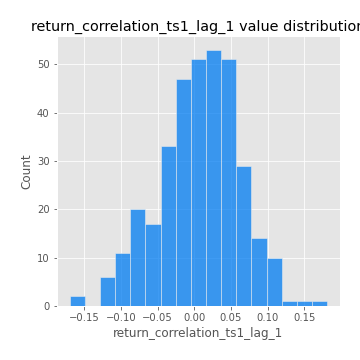 return_correlation_ts1_lag_1 value distribution
50
40
30
20
10
0
Count
−0.15 −0.10 −0.05 0.00 0.05 0.10 0.15
return_correlation_ts1_lag_1